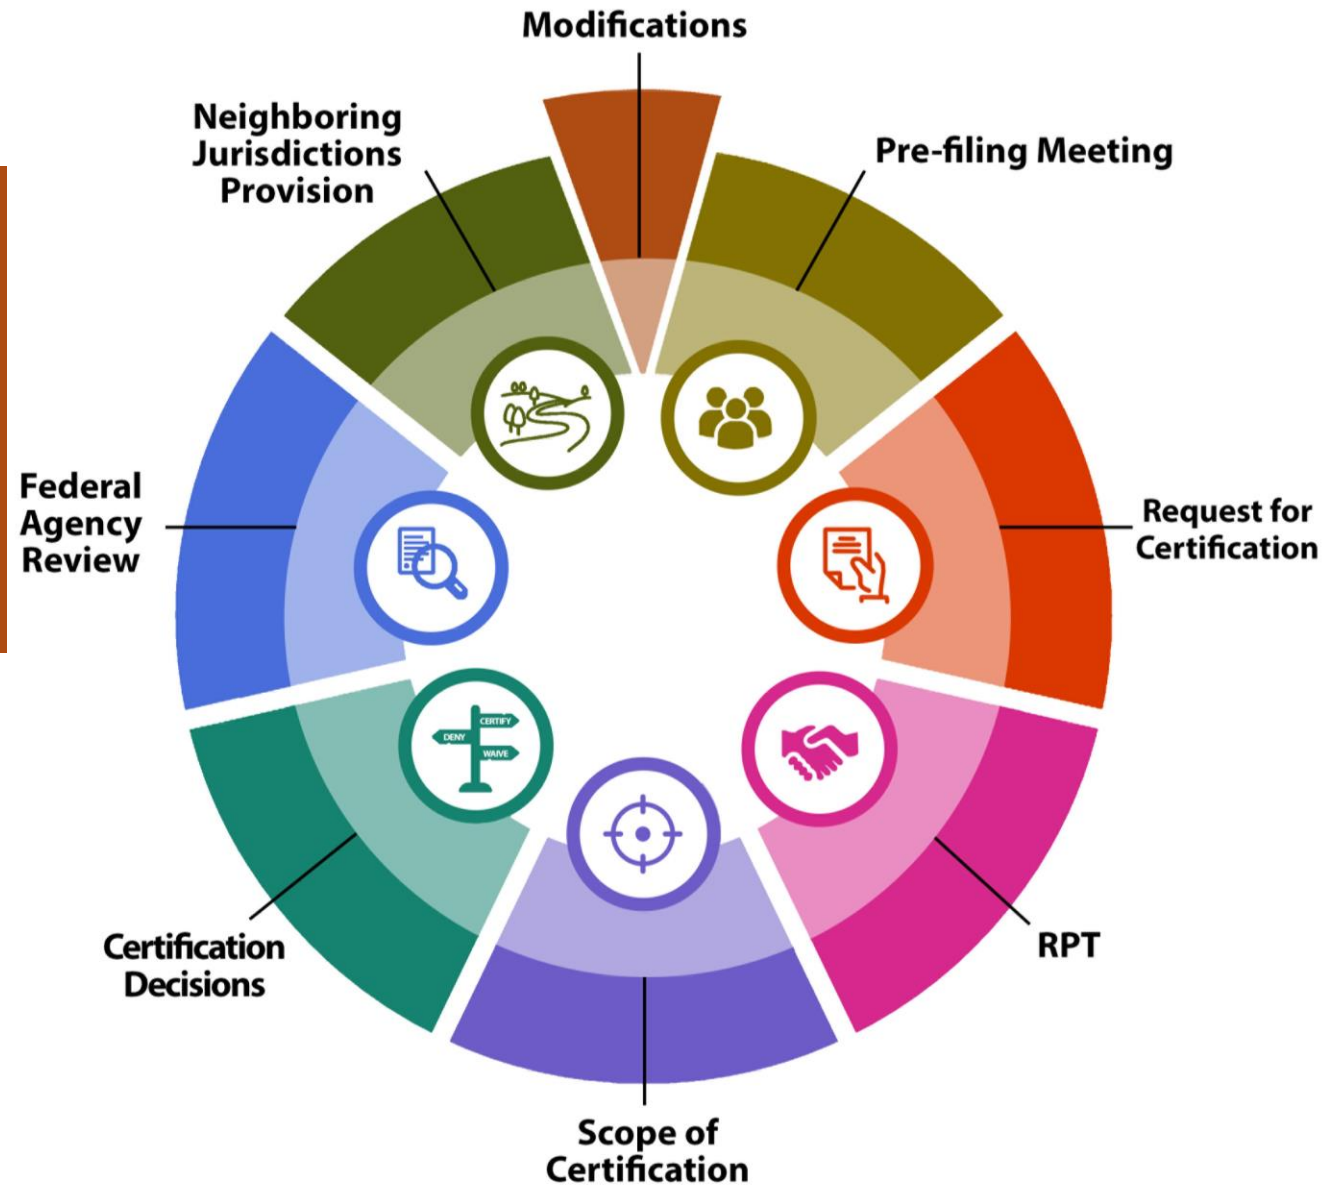 Modifications
Pre-filing Meeting
Request for
Certification
RPT
Scope of
Certification
Certification
Decisions
Federal
Agency
Review
Neighboring
Jurisdictions
Provision
CERTIFY
DENY
WAIVE